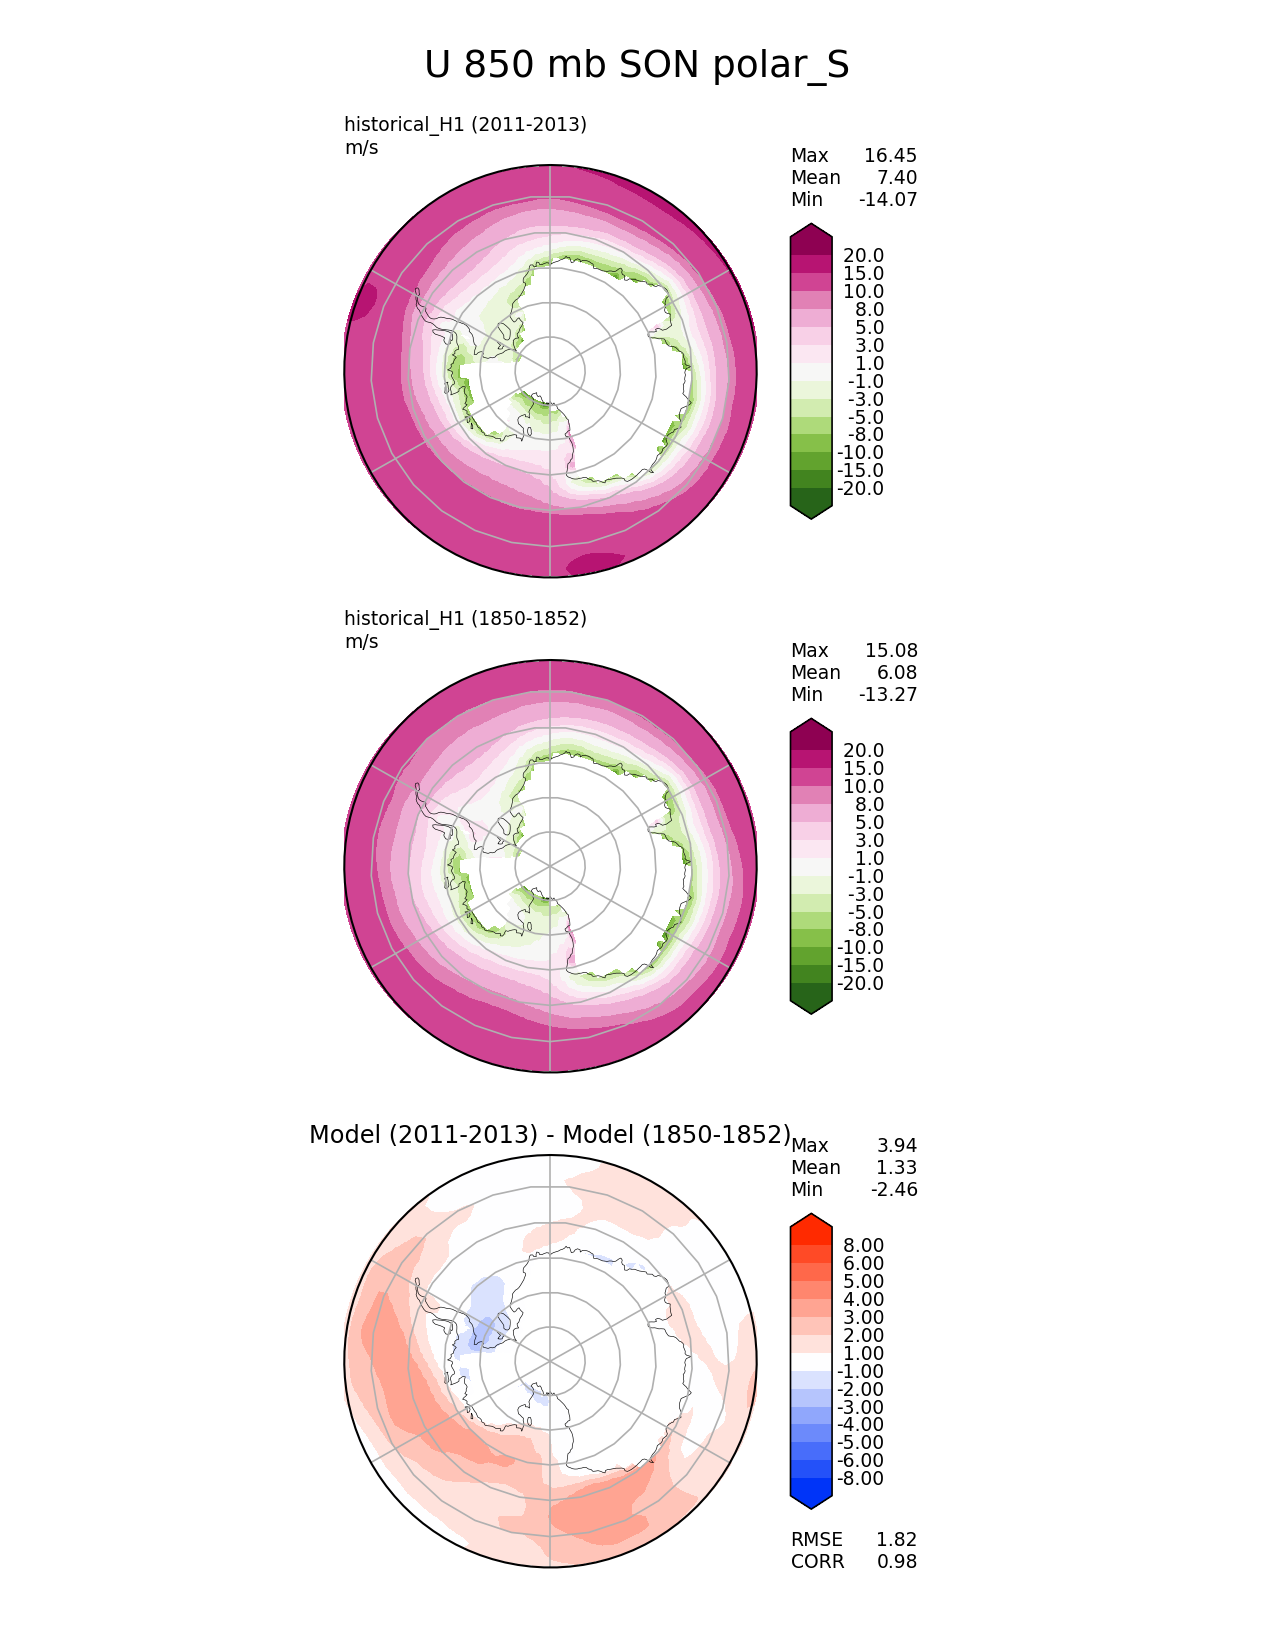 U 850 mb SON polar_S
historical_H1 (2011-2013)
m/s
Max 16.45
Mean 7.40
Min -14.07
20.0
15.0
10.0
8.0
5.0
3.0
1.0
-1.0
-3.0
-5.0
-8.0
-10.0
-15.0
-20.0
historical_H1 (1850-1852)
m/s
Max 15.08
Mean 6.08
Min -13.27
20.0
15.0
10.0
8.0
5.0
3.0
1.0
-1.0
-3.0
-5.0
-8.0
-10.0
-15.0
-20.0
Model (2011-2013) - Model (1850-1852)
Max 3.94
Mean 1.33
Min -2.46
8.00
6.00
5.00
4.00
3.00
2.00
1.00
-1.00
-2.00
-3.00
-4.00
-5.00
-6.00
-8.00
RMSE 1.82
CORR 0.98